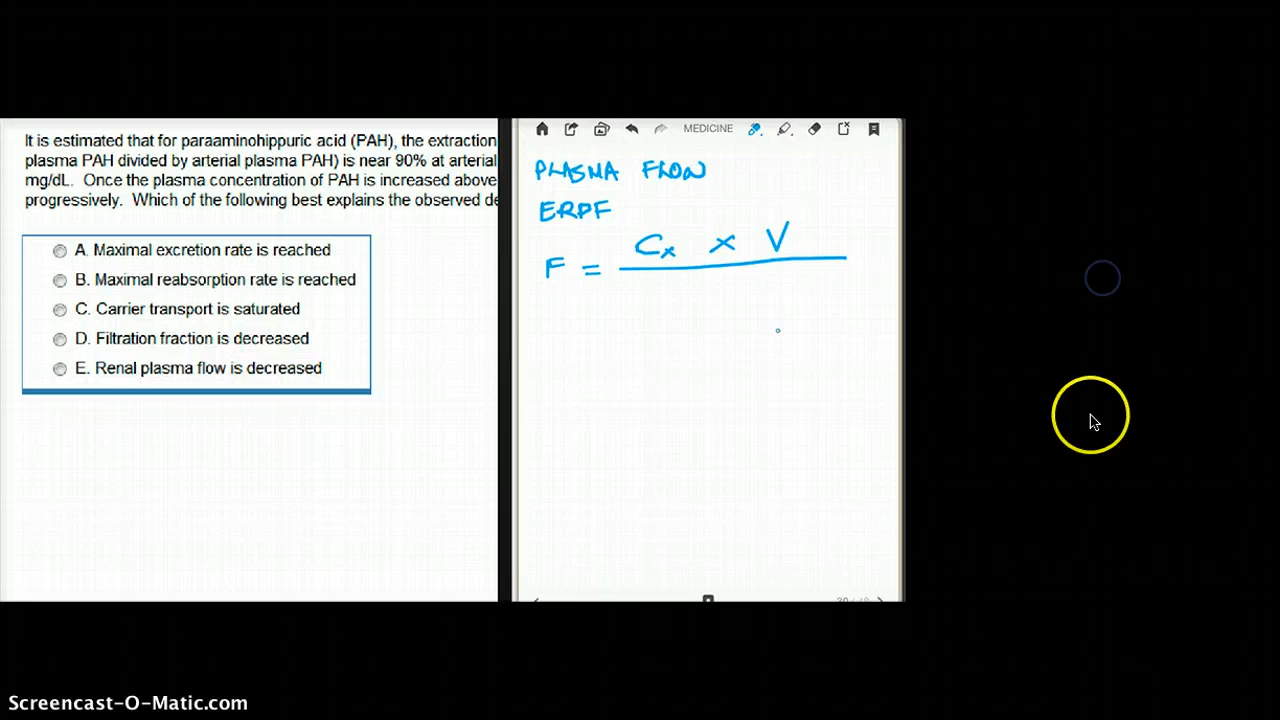 It is estimated that for paraaminohippuric acid (PAH), the extraction
plasma PAH divided by arterial plasma PAH) is near 90% at arterial
mg/dL. Once the plasma concentration of PAH is increased above
progressively. Which of the following best explains the observed de
A. Maximal excretion rate is reached
B. Maximal reabsorption rate is reached
C. Carrier transport is saturated
D. Filtration fraction is decreased
E. Renal plasma flow is decreased
MEDICINE
PLASMA FLOW
ERPF
F = Cx × V
Screencast-O-Matic.com